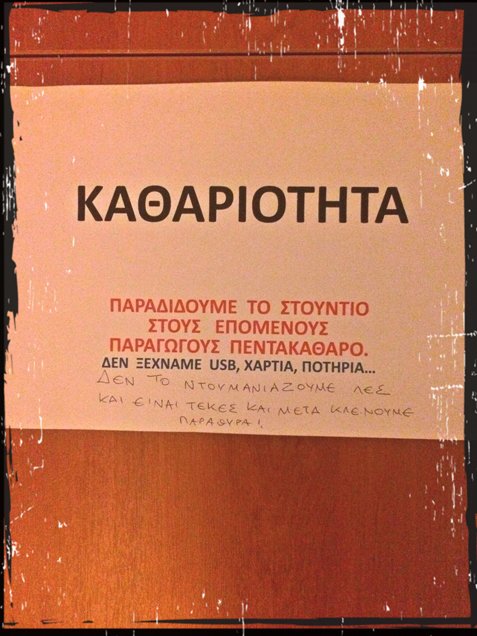 ΚΑΘΑΡΙΟΤΗΤΑ
ΠΑΡΑΔΙΔΟΥΜΕ ΤΟ ΣΤΟΥΝΤΙΟ
ΣΤΟΥΣ ΕΠΟΜΕΝΟΥΣ
ΠΑΡΑΓΩΓΟΥΣ ΠΕΝΤΑΚΑΘΑΡΟ.
ΔΕΝ ΞΕΧΝΑΜΕ USB, ΧΑΡΤΙΑ, ΠΟΤΗΡΙΑ...
ΔΕΝ ΤΟ ΝΤΟΥΜΑΝΙΑΖΟΥΜΕ ΛΕΣ
ΚΑΙ ΕΙΝΑΙ ΤΕΚΕΣ ΚΑΙ ΜΕΤΑ ΚΛΕΝΟΥΜΕ
ΠΑΡΑΘΥΡΑ!